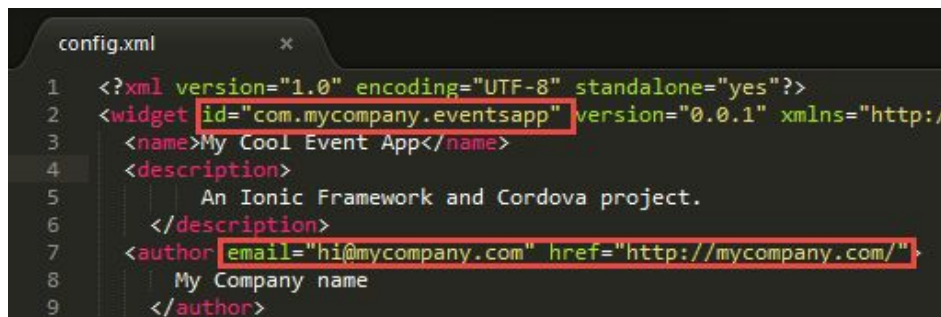 config.xml ×
1 <?xml version="1.0" encoding="UTF-8" standalone="yes"?>
2 <widget id="com.mycompany.eventsapp" version="0.0.1" xmlns="http:/
3 <name>My Cool Event App</name>
4 <description>
5 An Ionic Framework and Cordova project.
6 </description>
7 <author email="hi@mycompany.com" href="http://mycompany.com/">
8 My Company name
9 </author>